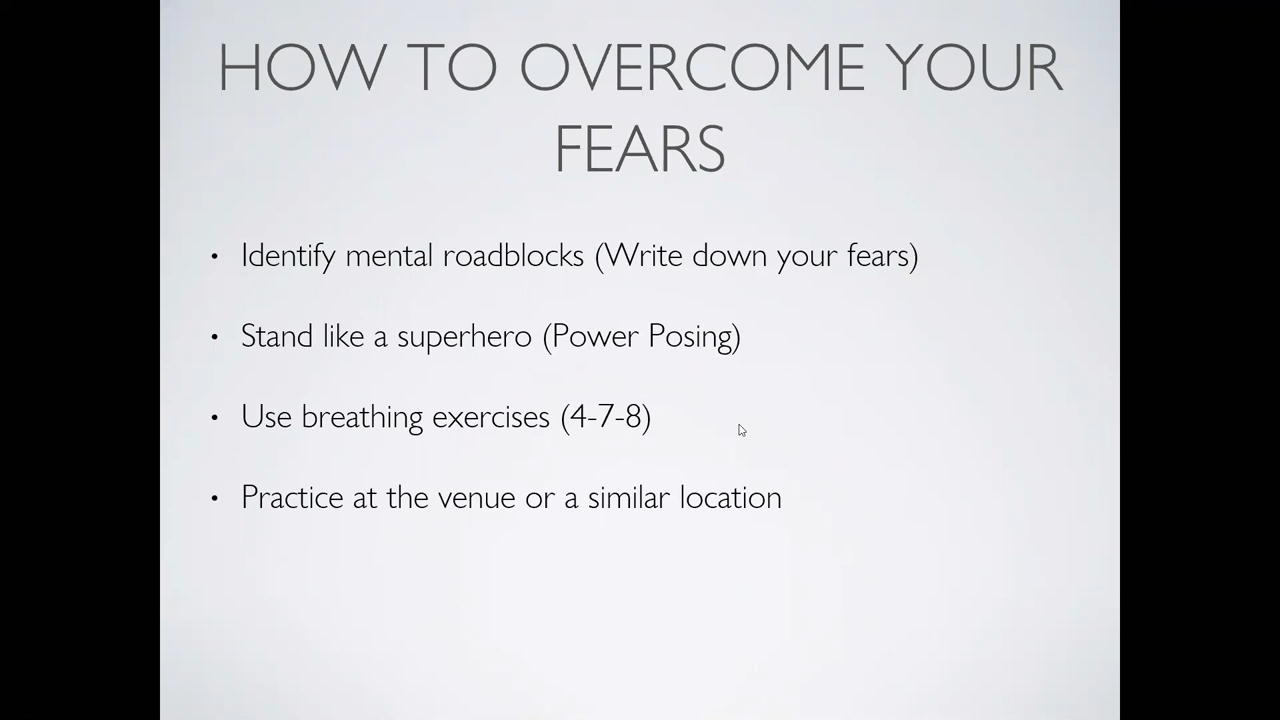 HOW TO OVERCOME YOUR
FEARS
• Identify mental roadblocks (Write down your fears)
• Stand like a superhero (Power Posing)
• Use breathing exercises (4-7-8)
• Practice at the venue or a similar location